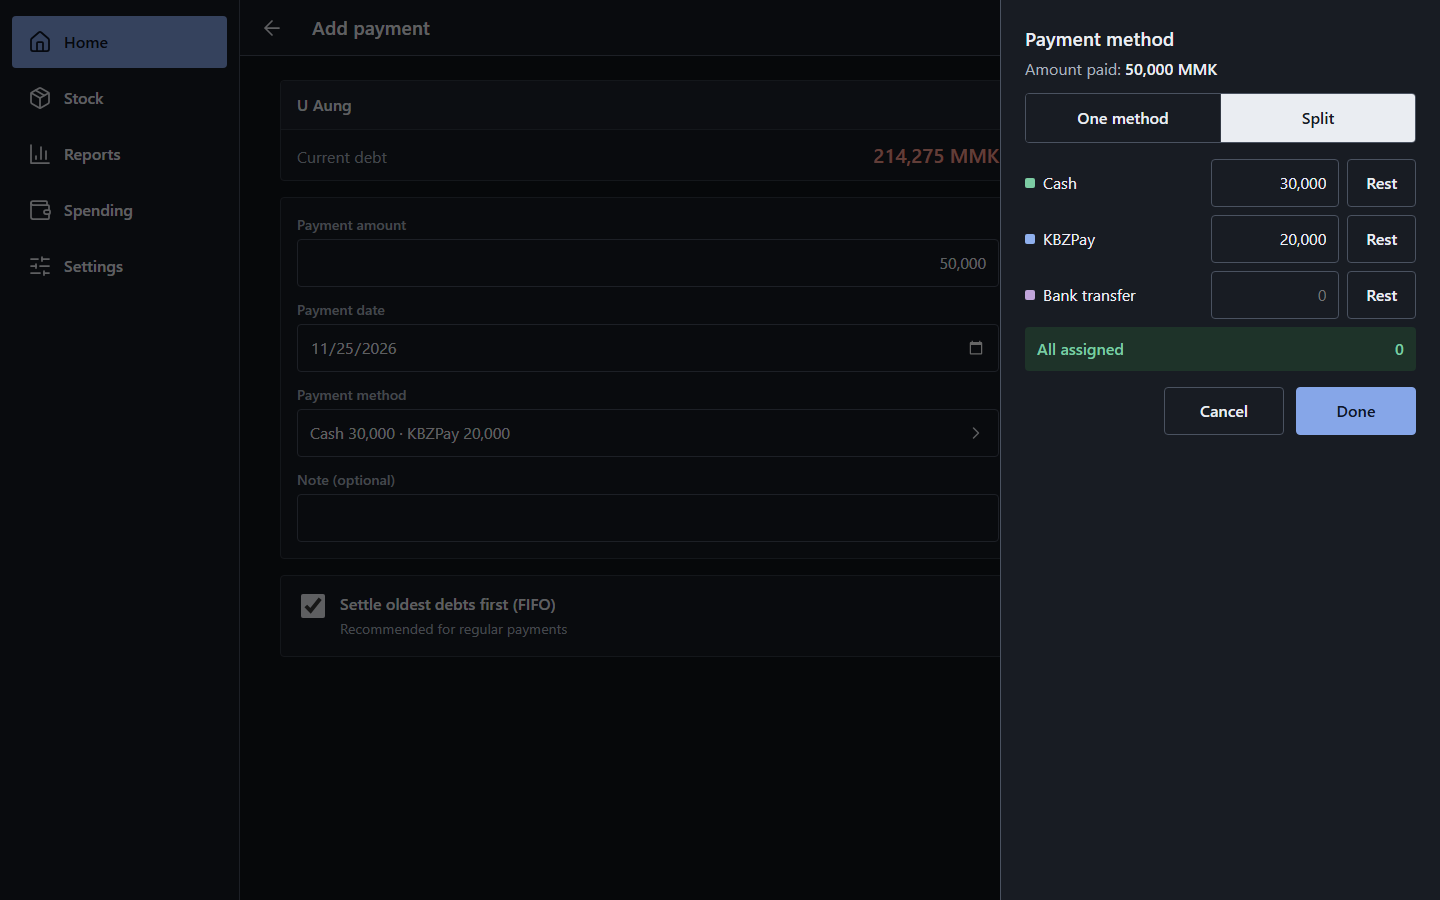 Home
Stock
Reports
Spending
Settings
Add payment
U Aung
Current debt
214,275 MMK
Payment amount
50,000
Payment date
11/25/2026
Payment method
Cash 30,000 · KBZPay 20,000
Note (optional)
Settle oldest debts first (FIFO)
Recommended for regular payments
Payment method
Amount paid: 50,000 MMK
One method
Split
Cash
30,000
Rest
KBZPay
20,000
Rest
Bank transfer
0
Rest
All assigned
0
Cancel
Done